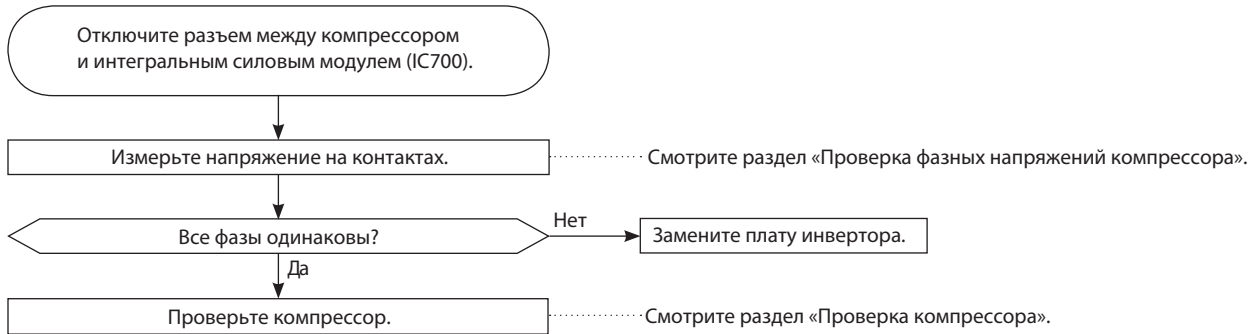 Отключите разъем между компрессором
и интегральным силовым модулем (IC700).
Измерьте напряжение на контактах.
Смотрите раздел «Проверка фазных напряжений компрессора».
Все фазы одинаковы?
Нет
Замените плату инвертора.
Да
Проверьте компрессор.
Смотрите раздел «Проверка компрессора».